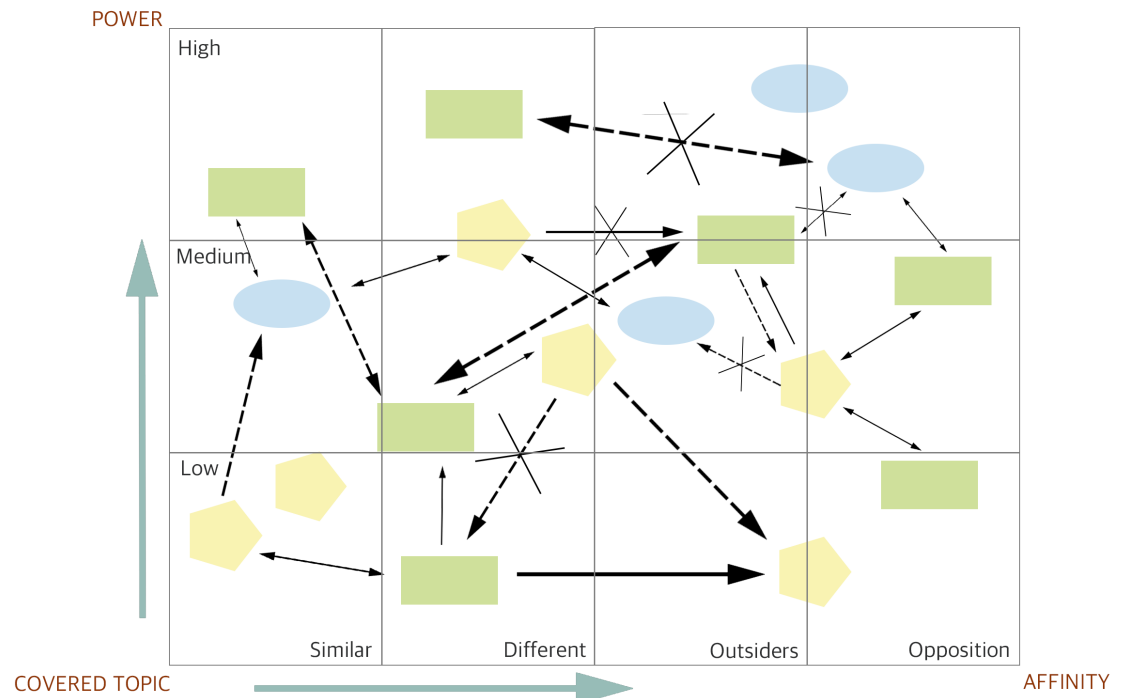 POWER
High
Medium
Low
Similar
Different
Outsiders
Opposition
COVERED TOPIC
AFFINITY